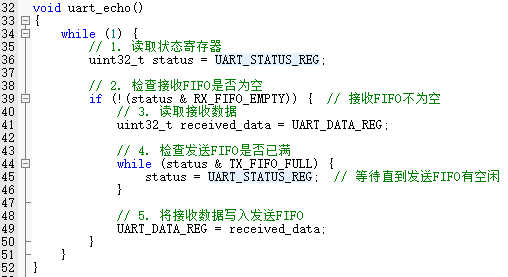 32 void uart_echo()
33 {
34 while (1) {
35 // 1. 读取状态寄存器
36 uint32_t status = UART_STATUS_REG;
37
38 // 2. 检查接收FIFO是否为空
39 if (!(status & RX_FIFO_EMPTY)) { // 接收FIFO不为空
40 // 3. 读取接收数据
41 uint32_t received_data = UART_DATA_REG;
42
43 // 4. 检查发送FIFO是否已满
44 while (status & TX_FIFO_FULL) {
45 status = UART_STATUS_REG; // 等待直到发送FIFO有空闲
46 }
47
48 // 5. 将接收数据写入发送FIFO
49 UART_DATA_REG = received_data;
50 }
51 }
52 }